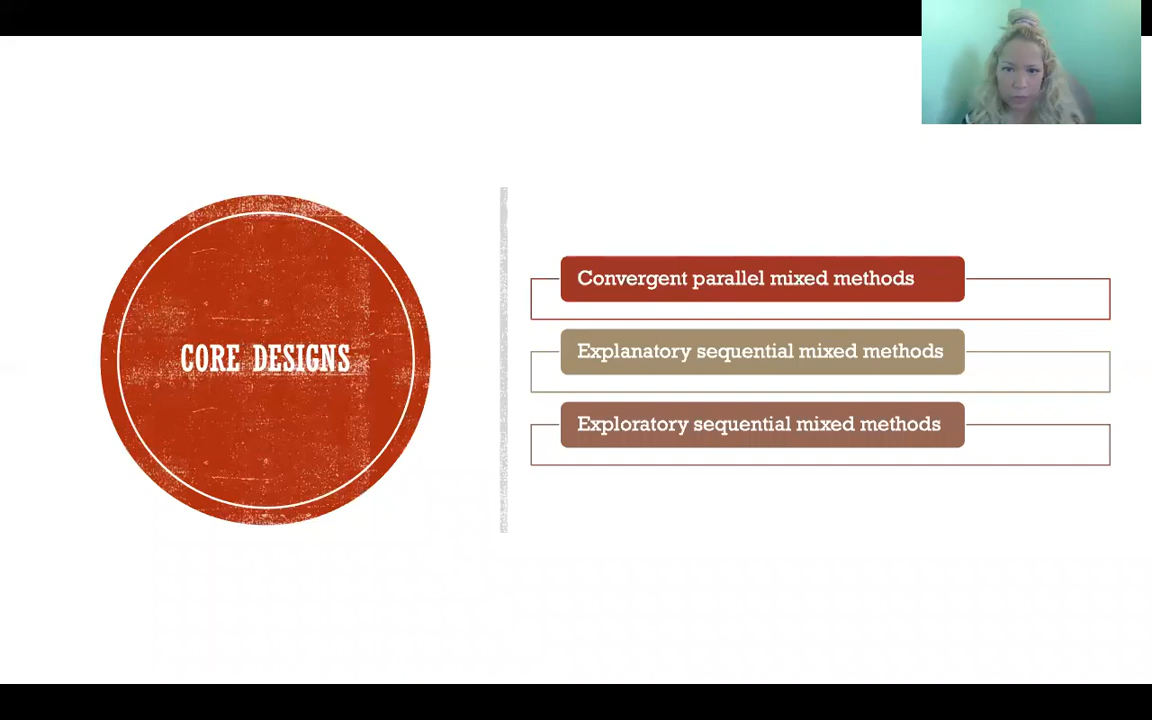 CORE DESIGNS
Convergent parallel mixed methods
Explanatory sequential mixed methods
Exploratory sequential mixed methods